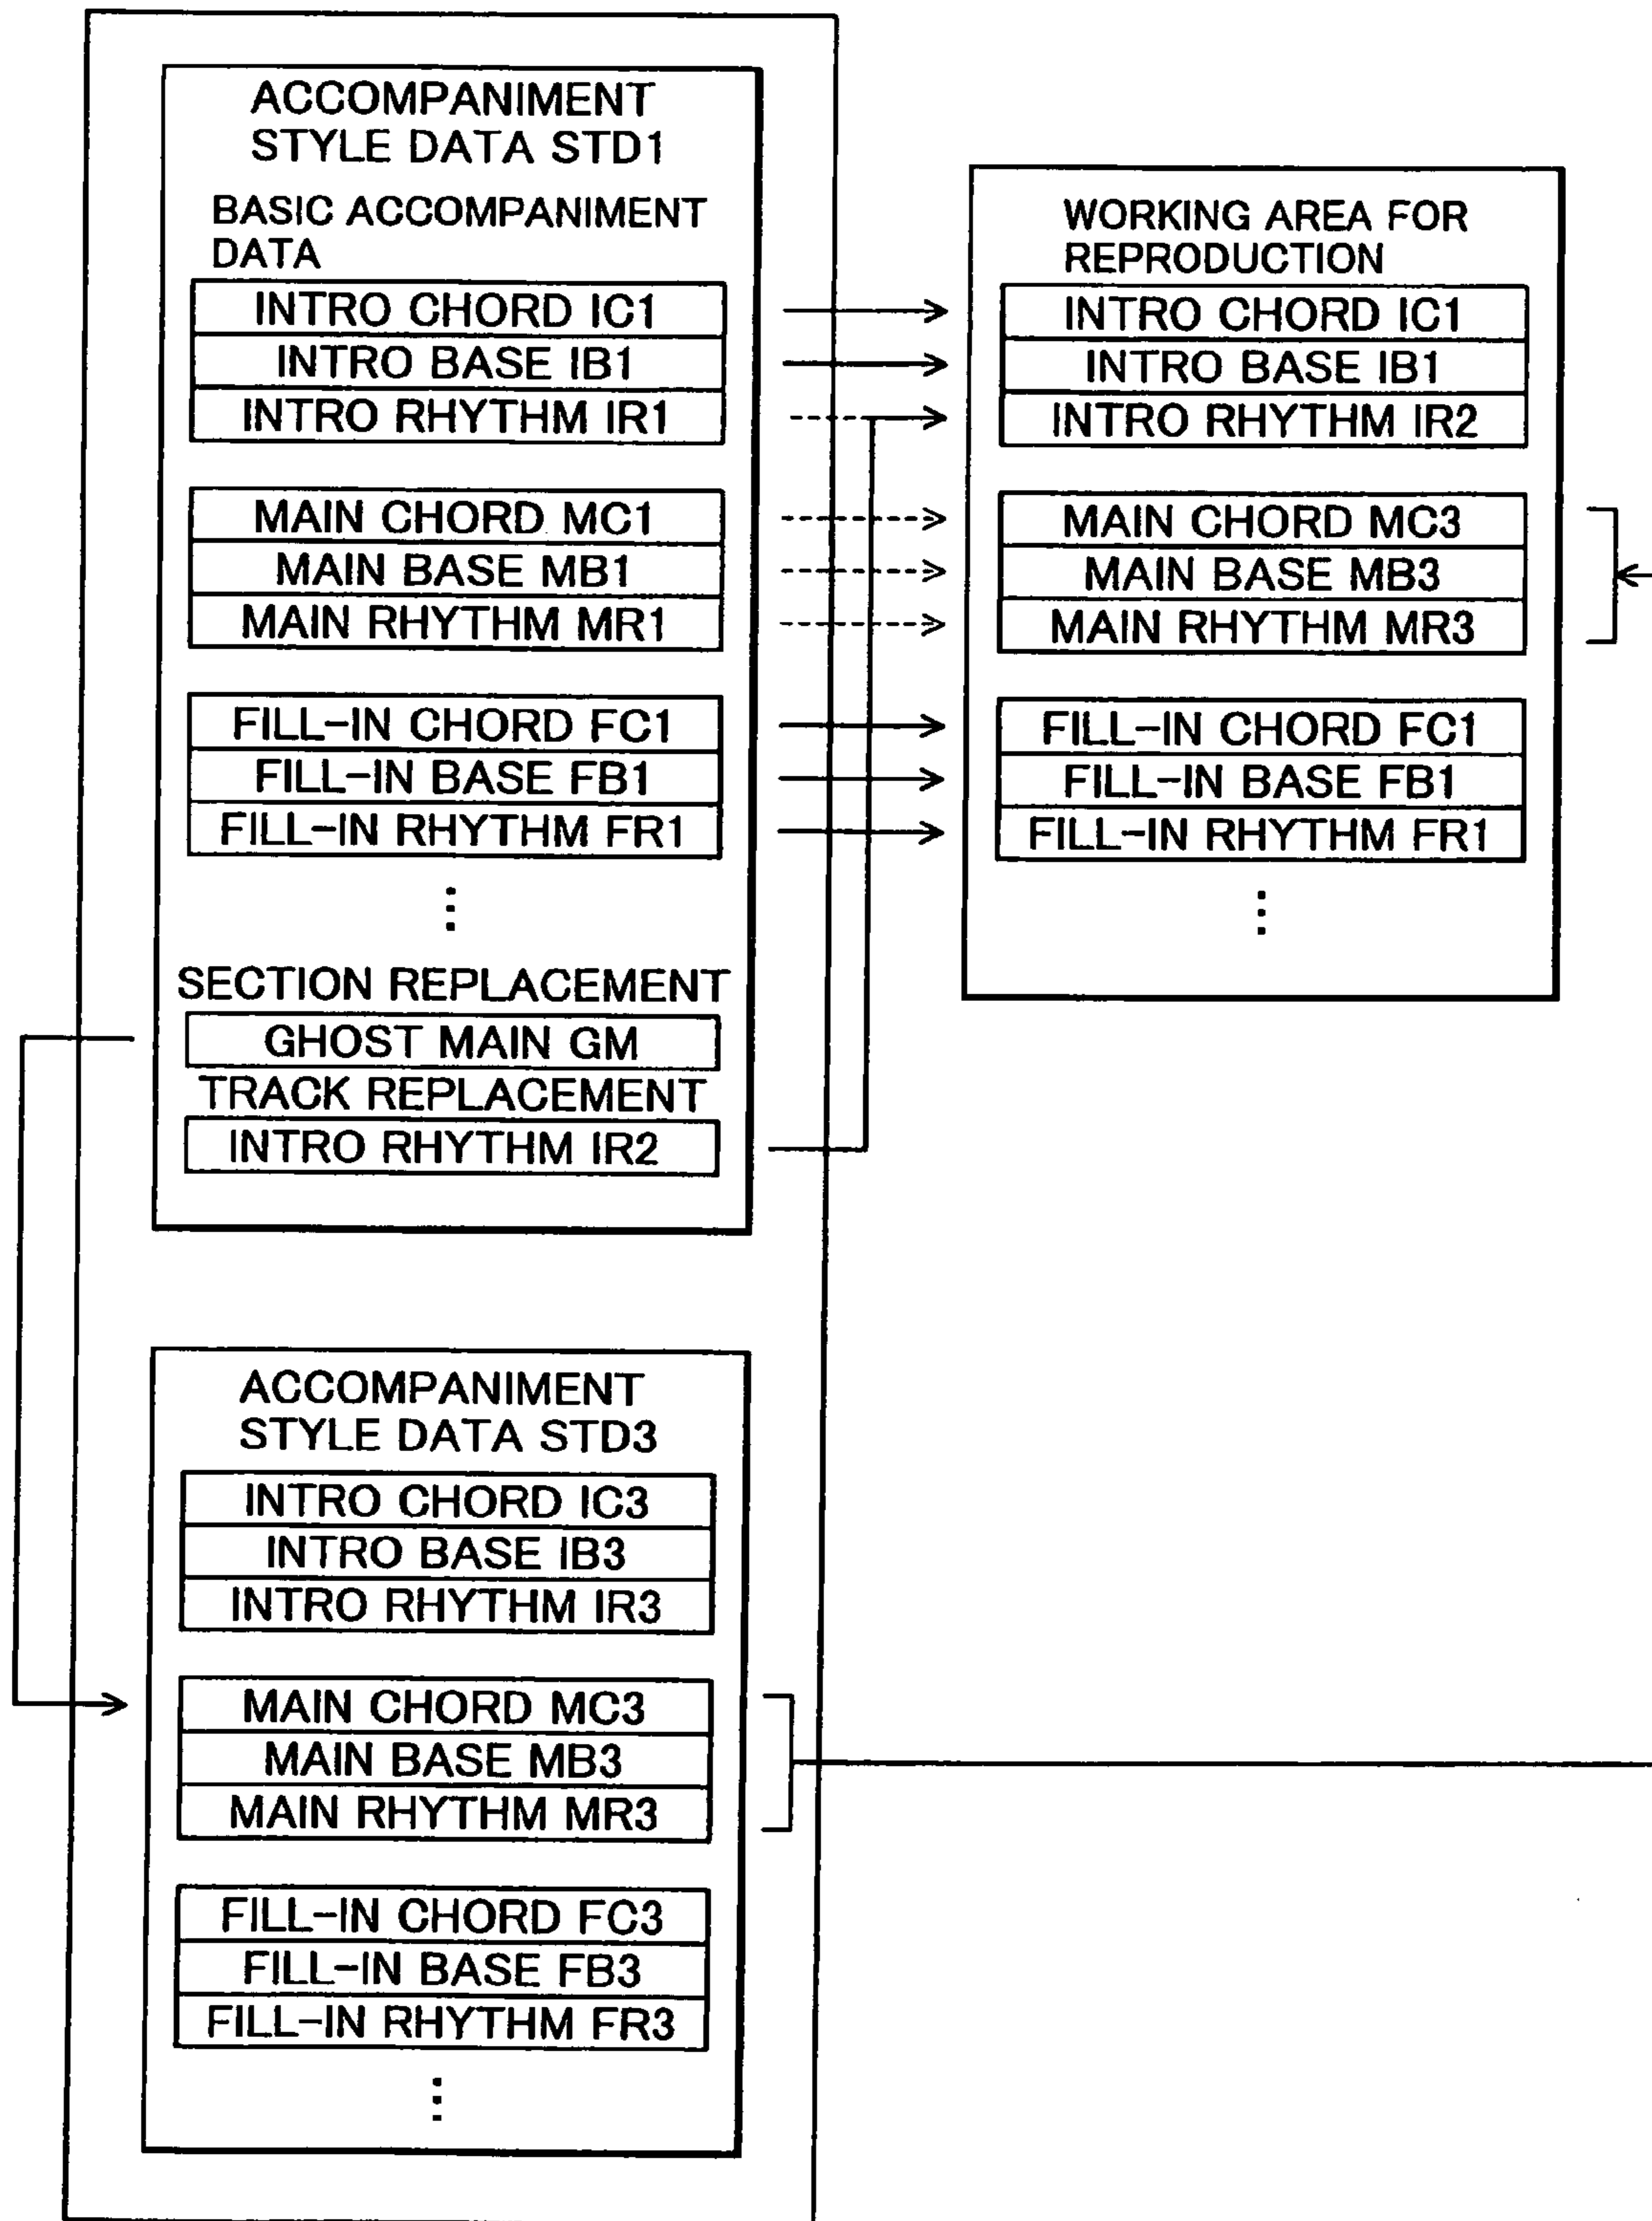 ACCOMPANIMENT
STYLE DATA STD1
BASIC ACCOMPANIMENT
DATA
INTRO CHORD IC1
INTRO BASE IB1
INTRO RHYTHM IR1
MAIN CHORD MC1
MAIN BASE MB1
MAIN RHYTHM MR1
FILL-IN CHORD FC1
FILL-IN BASE FB1
FILL-IN RHYTHM FR1
⋮
SECTION REPLACEMENT
GHOST MAIN GM
TRACK REPLACEMENT
INTRO RHYTHM IR2
WORKING AREA FOR
REPRODUCTION
INTRO CHORD IC1
INTRO BASE IB1
INTRO RHYTHM IR2
MAIN CHORD MC3
MAIN BASE MB3
MAIN RHYTHM MR3
FILL-IN CHORD FC1
FILL-IN BASE FB1
FILL-IN RHYTHM FR1
⋮
ACCOMPANIMENT
STYLE DATA STD3
INTRO CHORD IC3
INTRO BASE IB3
INTRO RHYTHM IR3
MAIN CHORD MC3
MAIN BASE MB3
MAIN RHYTHM MR3
FILL-IN CHORD FC3
FILL-IN BASE FB3
FILL-IN RHYTHM FR3
⋮